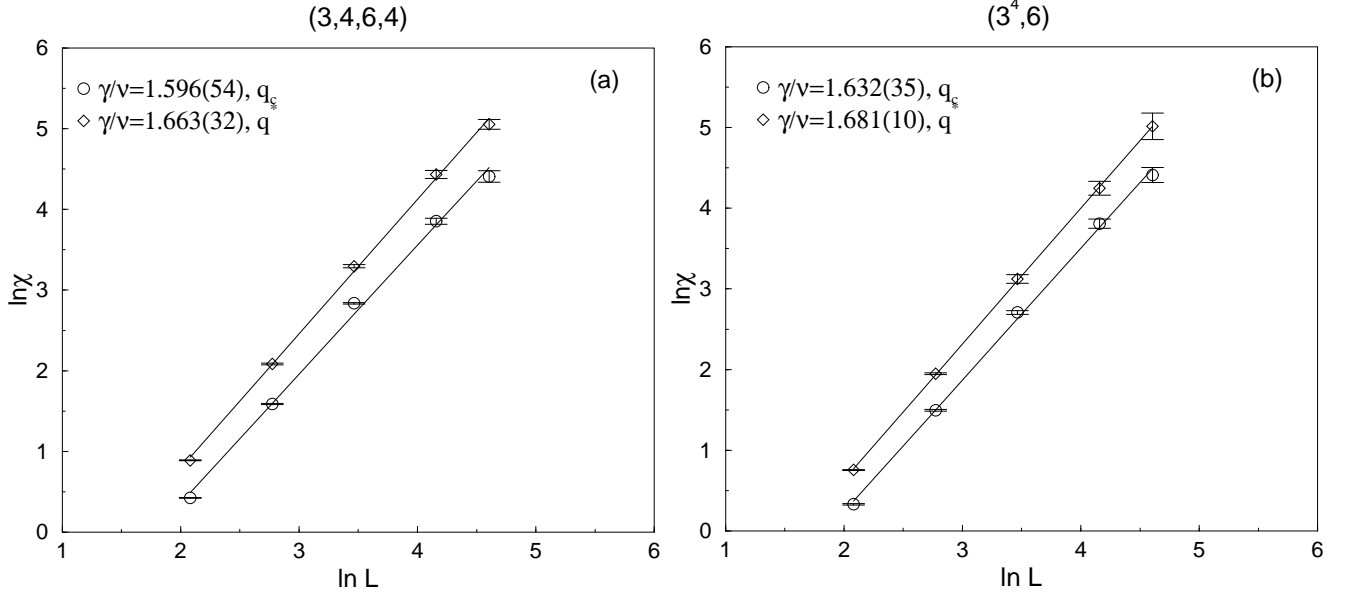 (3,4,6,4)
6
5
4
3
2
1
0
1 2 3 4 5 6
lnχ
ln L
(a)
γ/ν=1.596(54), q_c
γ/ν=1.663(32), q*
(3⁴,6)
6
5
4
3
2
1
0
1 2 3 4 5 6
lnχ
ln L
(b)
γ/ν=1.632(35), q_c
γ/ν=1.681(10), q*